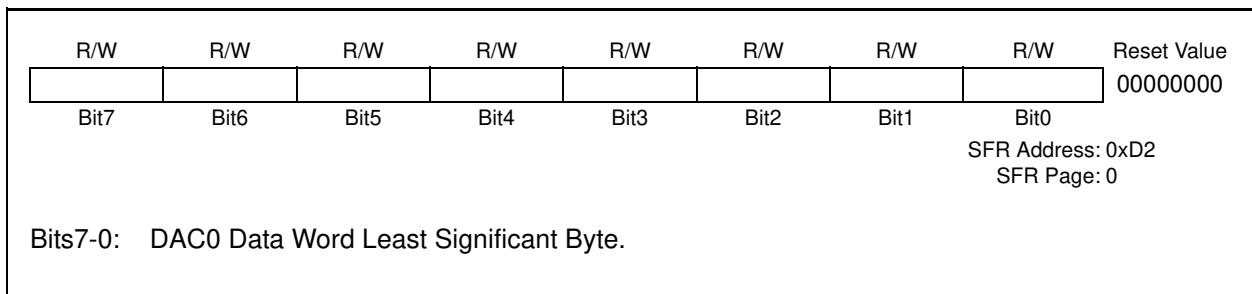 R/W R/W R/W R/W R/W R/W R/W R/W Reset Value
00000000
Bit7 Bit6 Bit5 Bit4 Bit3 Bit2 Bit1 Bit0
SFR Address: 0xD2
SFR Page: 0
Bits7-0: DAC0 Data Word Least Significant Byte.